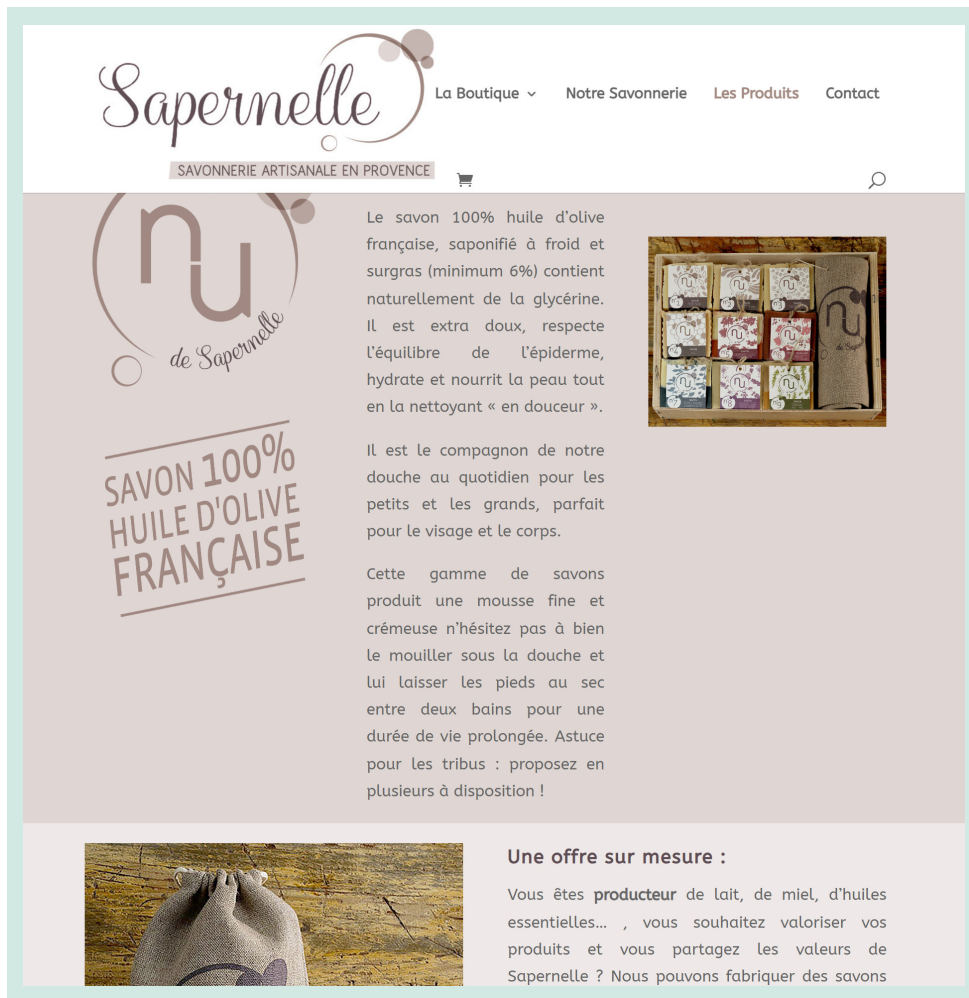 Sapernelle
SAVONNERIE ARTISANALE EN PROVENCE
La Boutique
Notre Savonnerie
Les Produits
Contact
nu
de Sapernelle
SAVON 100%
HUILE D'OLIVE
FRANÇAISE
Le savon 100% huile d’olive
française, saponifié à froid et
surgras (minimum 6%) contient
naturellement de la glycérine.
Il est extra doux, respecte
l’équilibre de l’épiderme,
hydrate et nourrit la peau tout
en la nettoyant « en douceur ».
Il est le compagnon de notre
douche au quotidien pour les
petits et les grands, parfait
pour le visage et le corps.
Cette gamme de savons
produit une mousse fine et
crémeuse n’hésitez pas à bien
le mouiller sous la douche et
lui laisser les pieds au sec
entre deux bains pour une
durée de vie prolongée. Astuce
pour les tribus : proposez en
plusieurs à disposition !
nu
Une offre sur mesure :
Vous êtes producteur de lait, de miel, d’huiles
essentielles… , vous souhaitez valoriser vos
produits et vous partagez les valeurs de
Sapernelle ? Nous pouvons fabriquer des savons